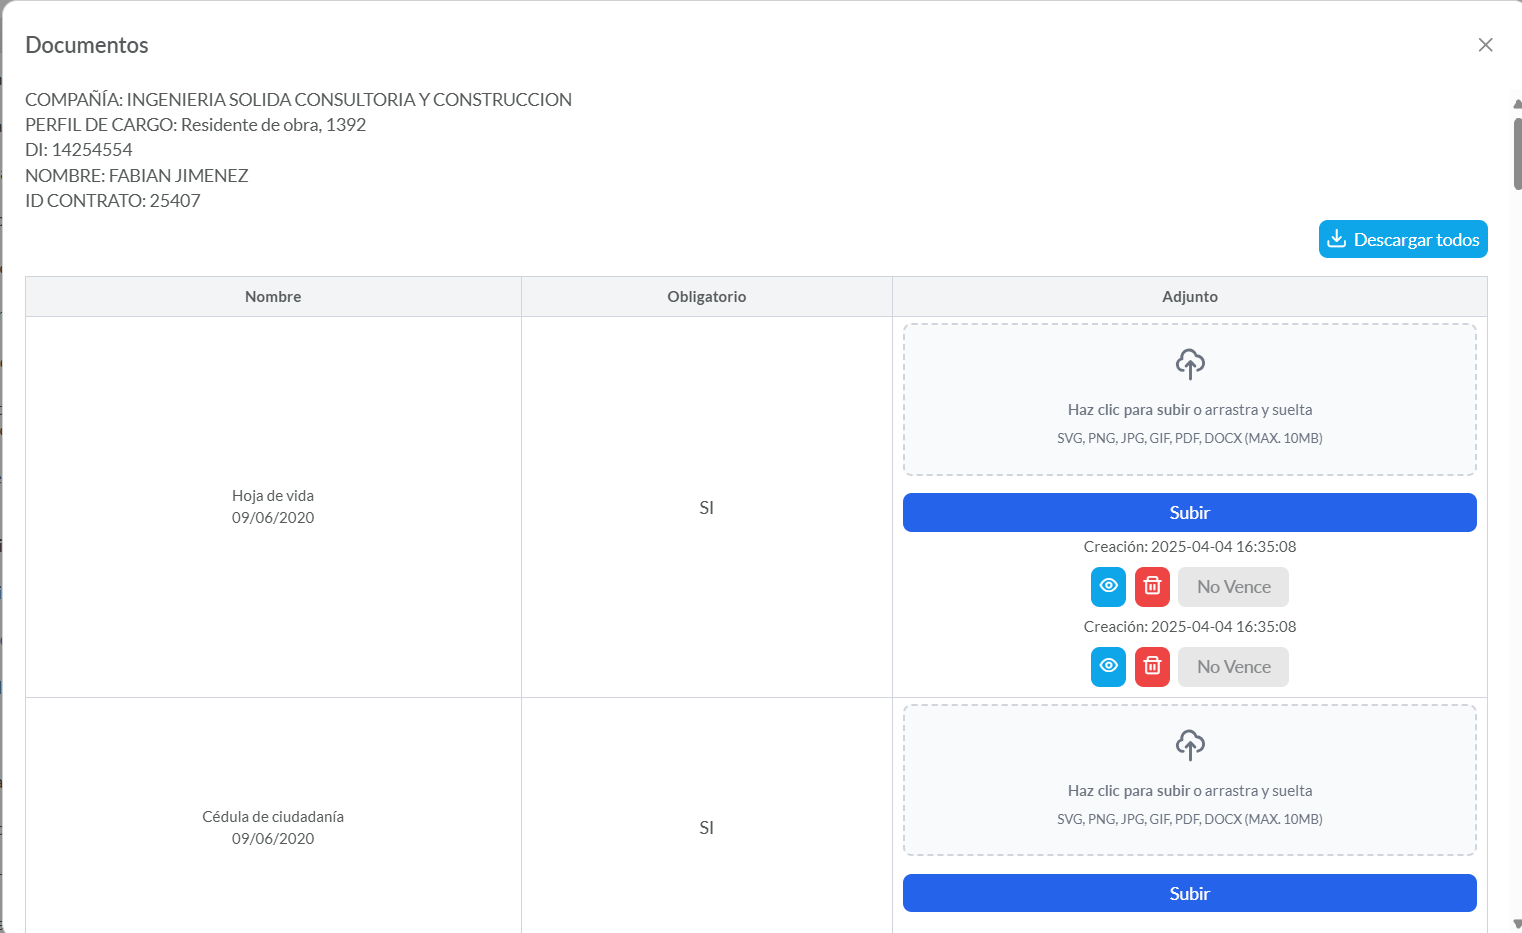 Documentos
COMPAÑÍA: INGENIERIA SOLIDA CONSULTORIA Y CONSTRUCCION
PERFIL DE CARGO: Residente de obra, 1392
DI: 14254554
NOMBRE: FABIAN JIMENEZ
ID CONTRATO: 25407
Descargar todos
Nombre
Obligatorio
Adjunto
Hoja de vida
09/06/2020
SI
Haz clic para subir o arrastra y suelta
SVG, PNG, JPG, GIF, PDF, DOCX (MAX. 10MB)
Subir
Creación: 2025-04-04 16:35:08
No Vence
Creación: 2025-04-04 16:35:08
No Vence
Cédula de ciudadanía
09/06/2020
SI
Haz clic para subir o arrastra y suelta
SVG, PNG, JPG, GIF, PDF, DOCX (MAX. 10MB)
Subir